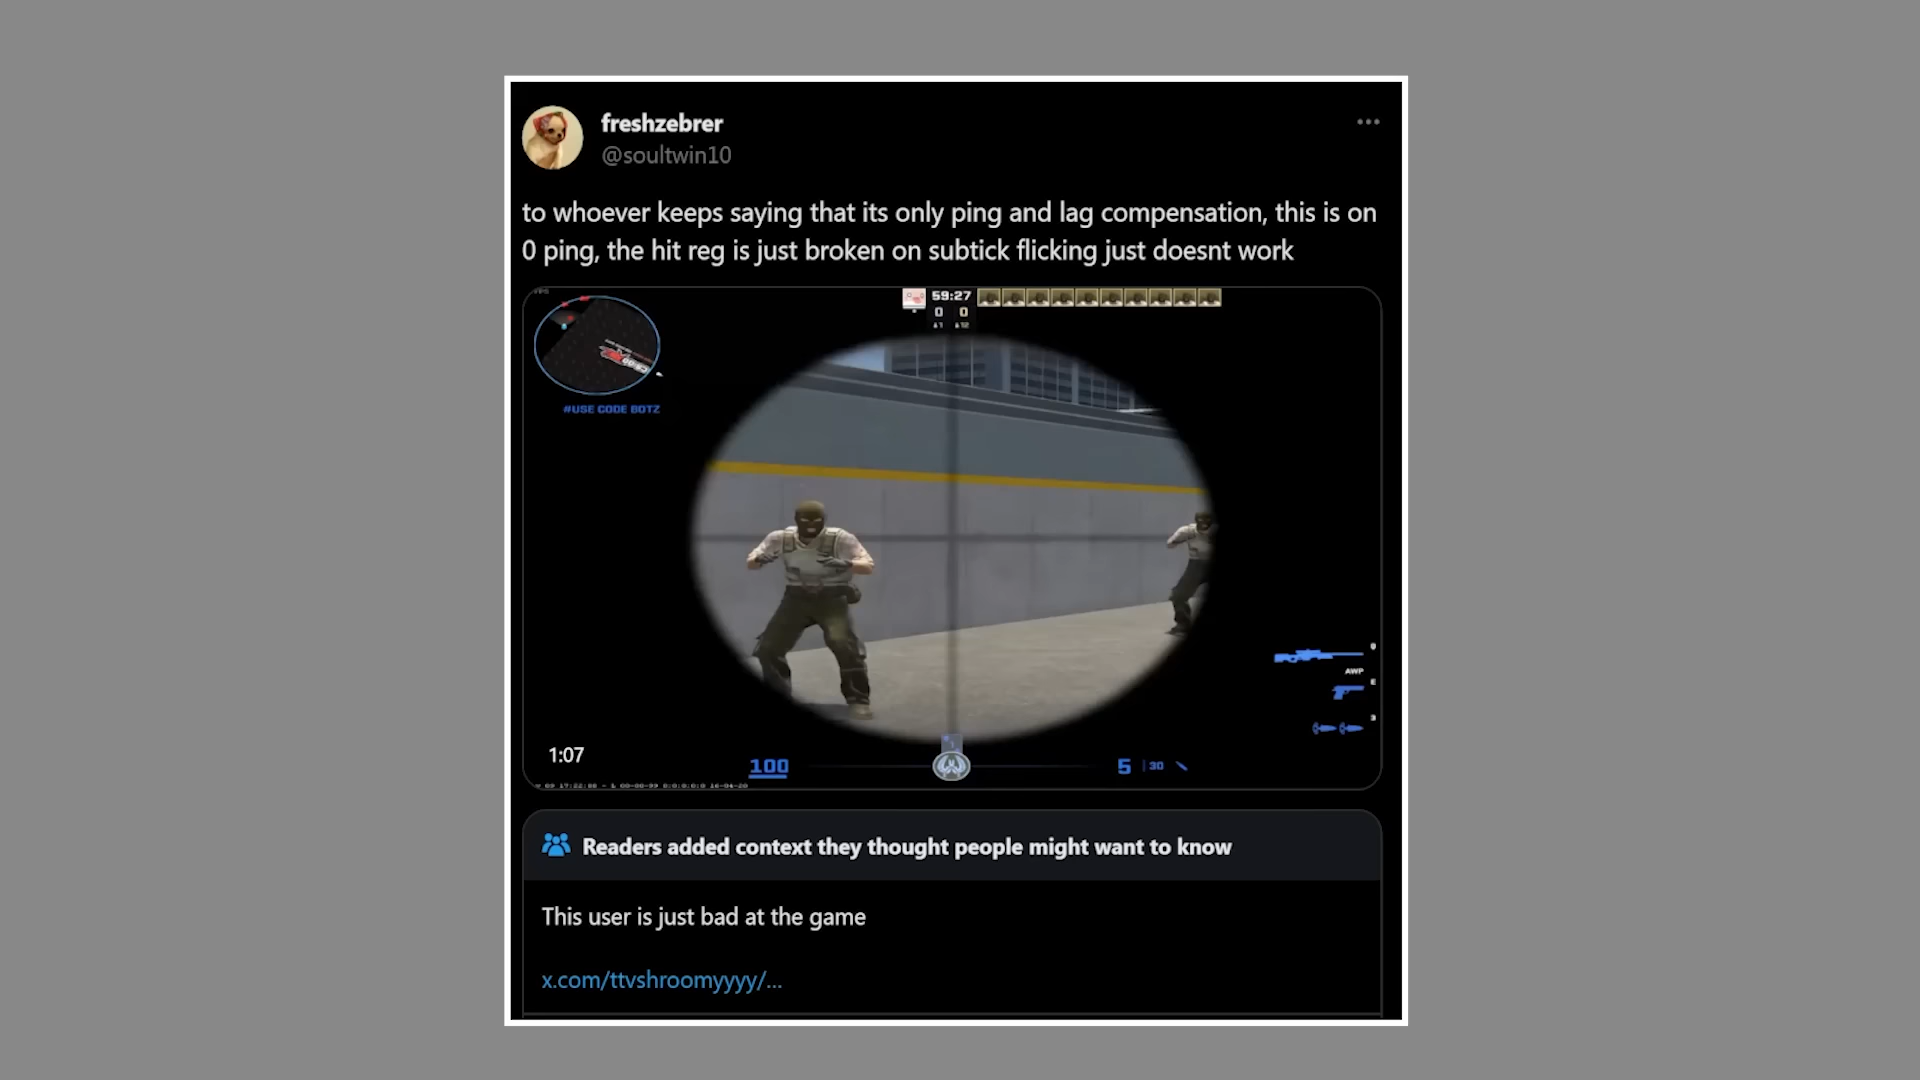 freshzebrer
@soultwin10
to whoever keeps saying that its only ping and lag compensation, this is on
0 ping, the hit reg is just broken on subtick flicking just doesnt work
59:27
0 0
1 12
#USE CODE BOTZ
AWP
3
1:07
100
5 30
Readers added context they thought people might want to know
This user is just bad at the game
x.com/ttvshroomyyyy/...